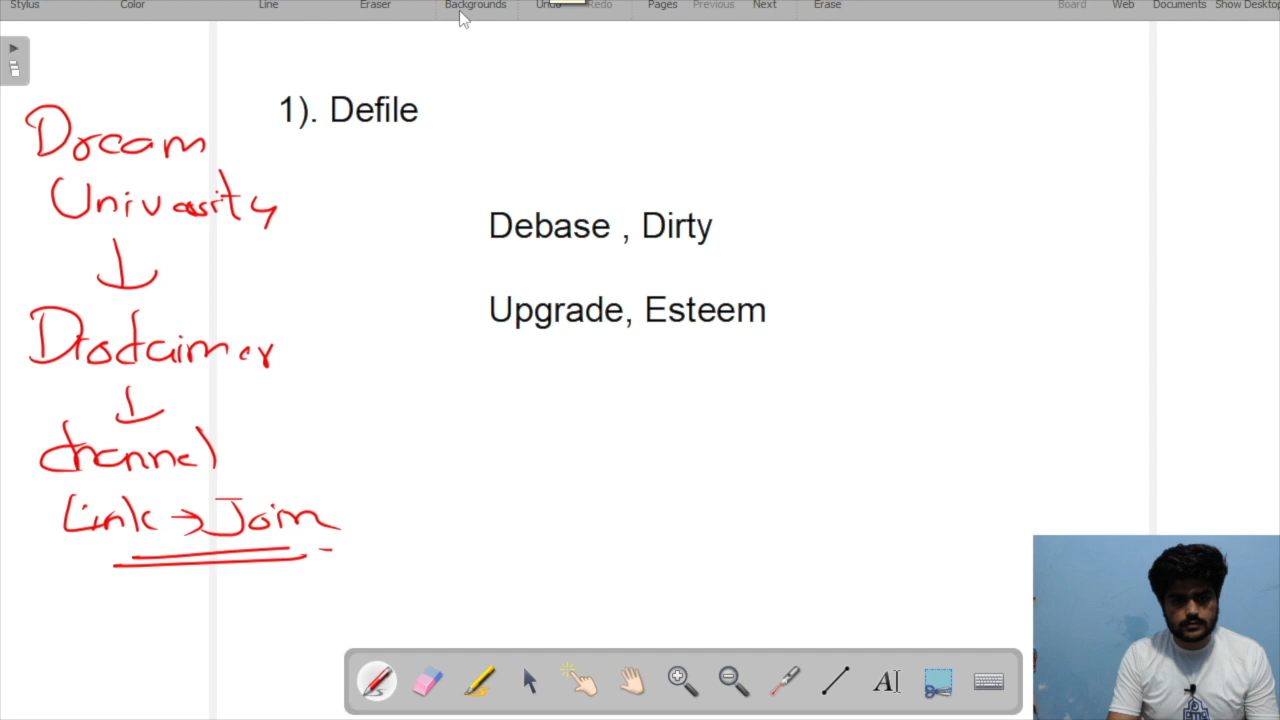 Stylus Color Line Eraser Backgrounds Undo Redo Pages Previous Next Erase Board Web Documents Show Desktop
1). Defile
Debase , Dirty
Upgrade, Esteem
Dream
University
Disclaimer
channel
Link → Join